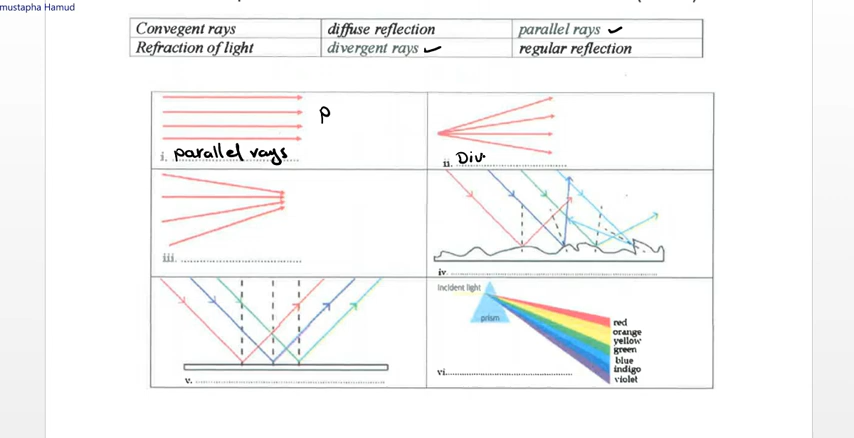 mustapha Hamud
Convegent rays diffuse reflection parallel rays
Refraction of light divergent rays regular reflection
P
i. parallel rays
ii. Div.
iii.
iv.
Incident light
prism
red
orange
yellow
green
blue
indigo
violet
v.
vi.